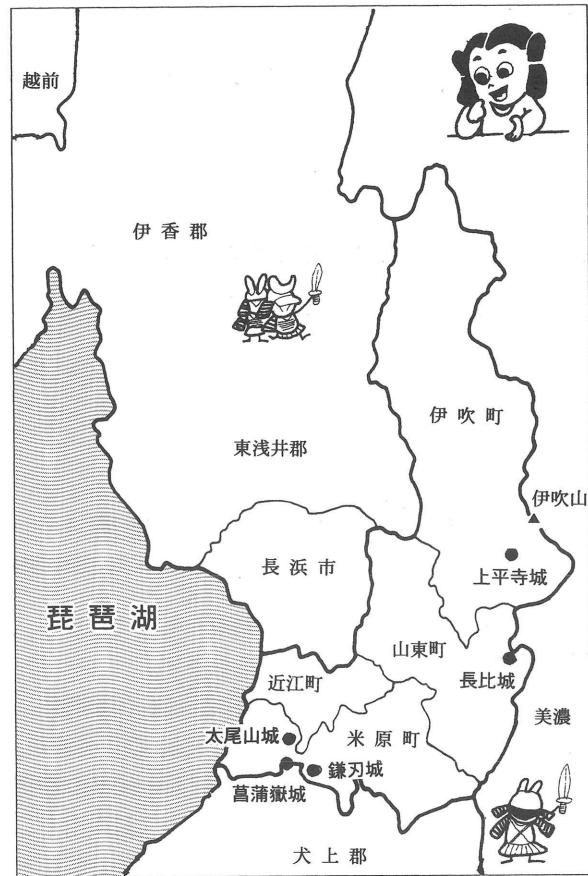 越前
伊香郡
伊吹町
東浅井郡
伊吹山
長浜市
上平寺城
琵琶湖
山東町
近江町
長比城
太尾山城
米原町
美濃
鎌刃城
菖蒲嶽城
犬上郡